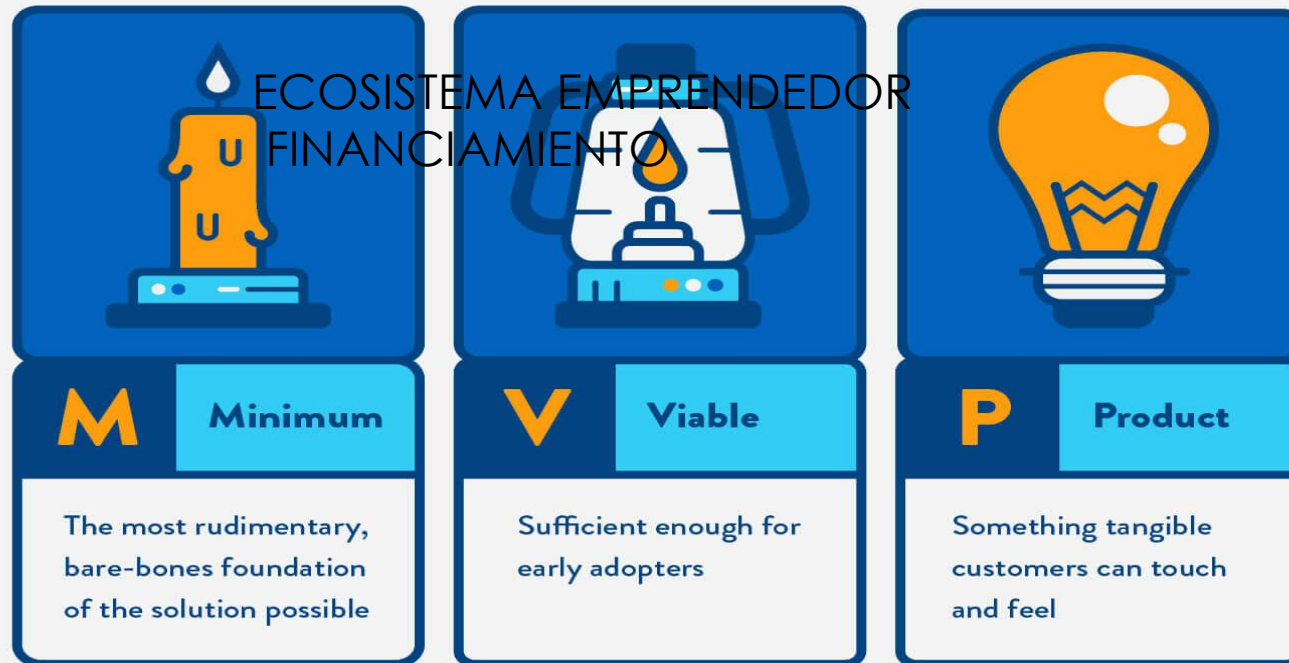 ECOSISTEMA EMPRENDEDOR
FINANCIAMIENTO
M Minimum
The most rudimentary,
bare-bones foundation
of the solution possible
V Viable
Sufficient enough for
early adopters
P Product
Something tangible
customers can touch
and feel